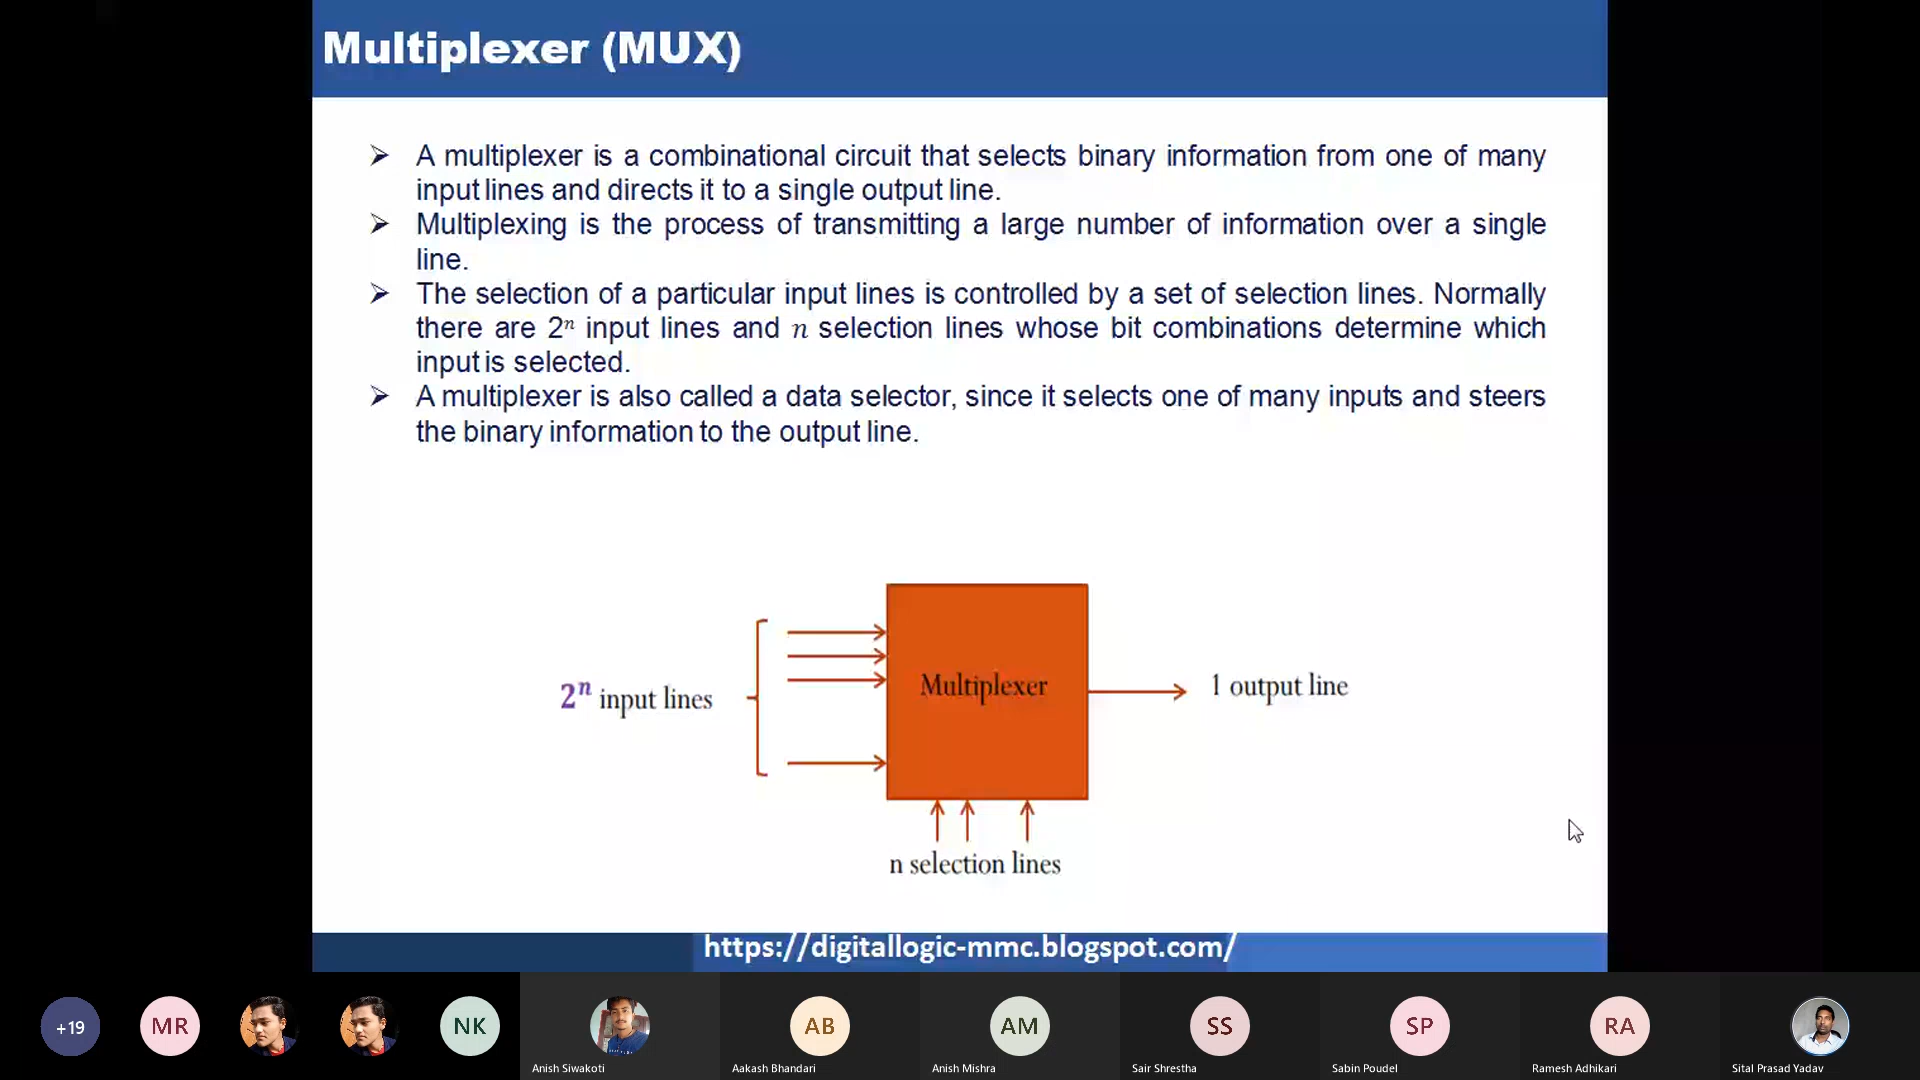 Multiplexer (MUX)
➢ A multiplexer is a combinational circuit that selects binary information from one of many
input lines and directs it to a single output line.
➢ Multiplexing is the process of transmitting a large number of information over a single
line.
➢ The selection of a particular input lines is controlled by a set of selection lines. Normally
there are 2ⁿ input lines and n selection lines whose bit combinations determine which
input is selected.
➢ A multiplexer is also called a data selector, since it selects one of many inputs and steers
the binary information to the output line.
2ⁿ input lines
Multiplexer
1 output line
n selection lines
https://digitallogic-mmc.blogspot.com/
+19
MR
NK
AB
AM
SS
SP
RA
Anish Siwakoti
Aakash Bhandari
Anish Mishra
Sair Shrestha
Sabin Poudel
Ramesh Adhikari
Sital Prasad Yadav